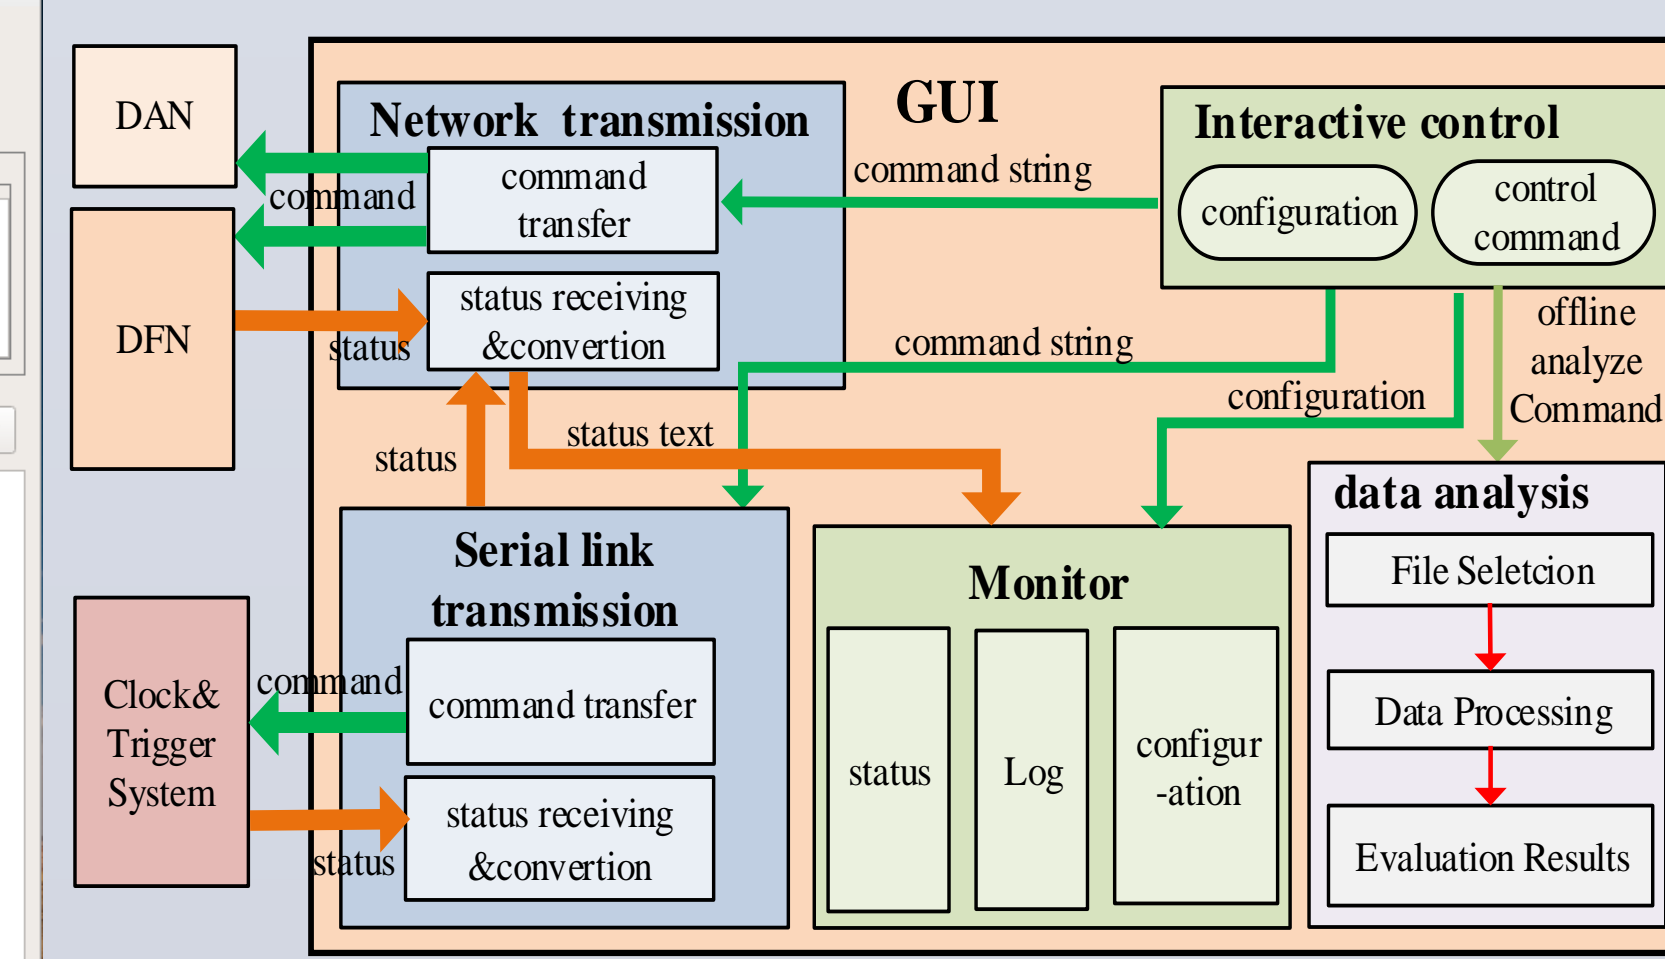 DAN
DFN
Clock&
Trigger
System
GUI
Network transmission
command
transfer
command
status receiving
&convertion
status
command string
Interactive control
configuration
control
command
command string
configuration
offline
analyze
Command
status
status text
Serial link
transmission
command
command transfer
status receiving
&convertion
status
Monitor
status
Log
configur
-ation
data analysis
File Seletcion
Data Processing
Evaluation Results